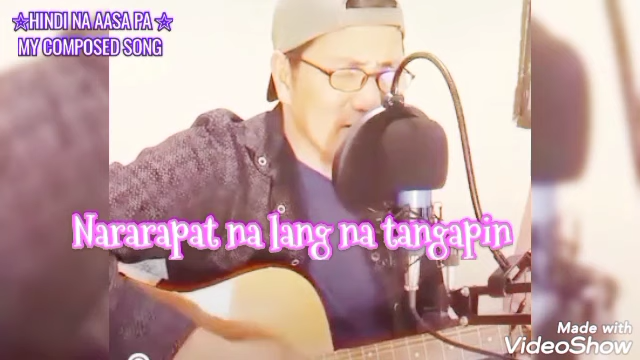 ☆HINDI NA AASA PA ☆
MY COMPOSED SONG
Nararapat na lang na tangapin
Made with
VideoShow